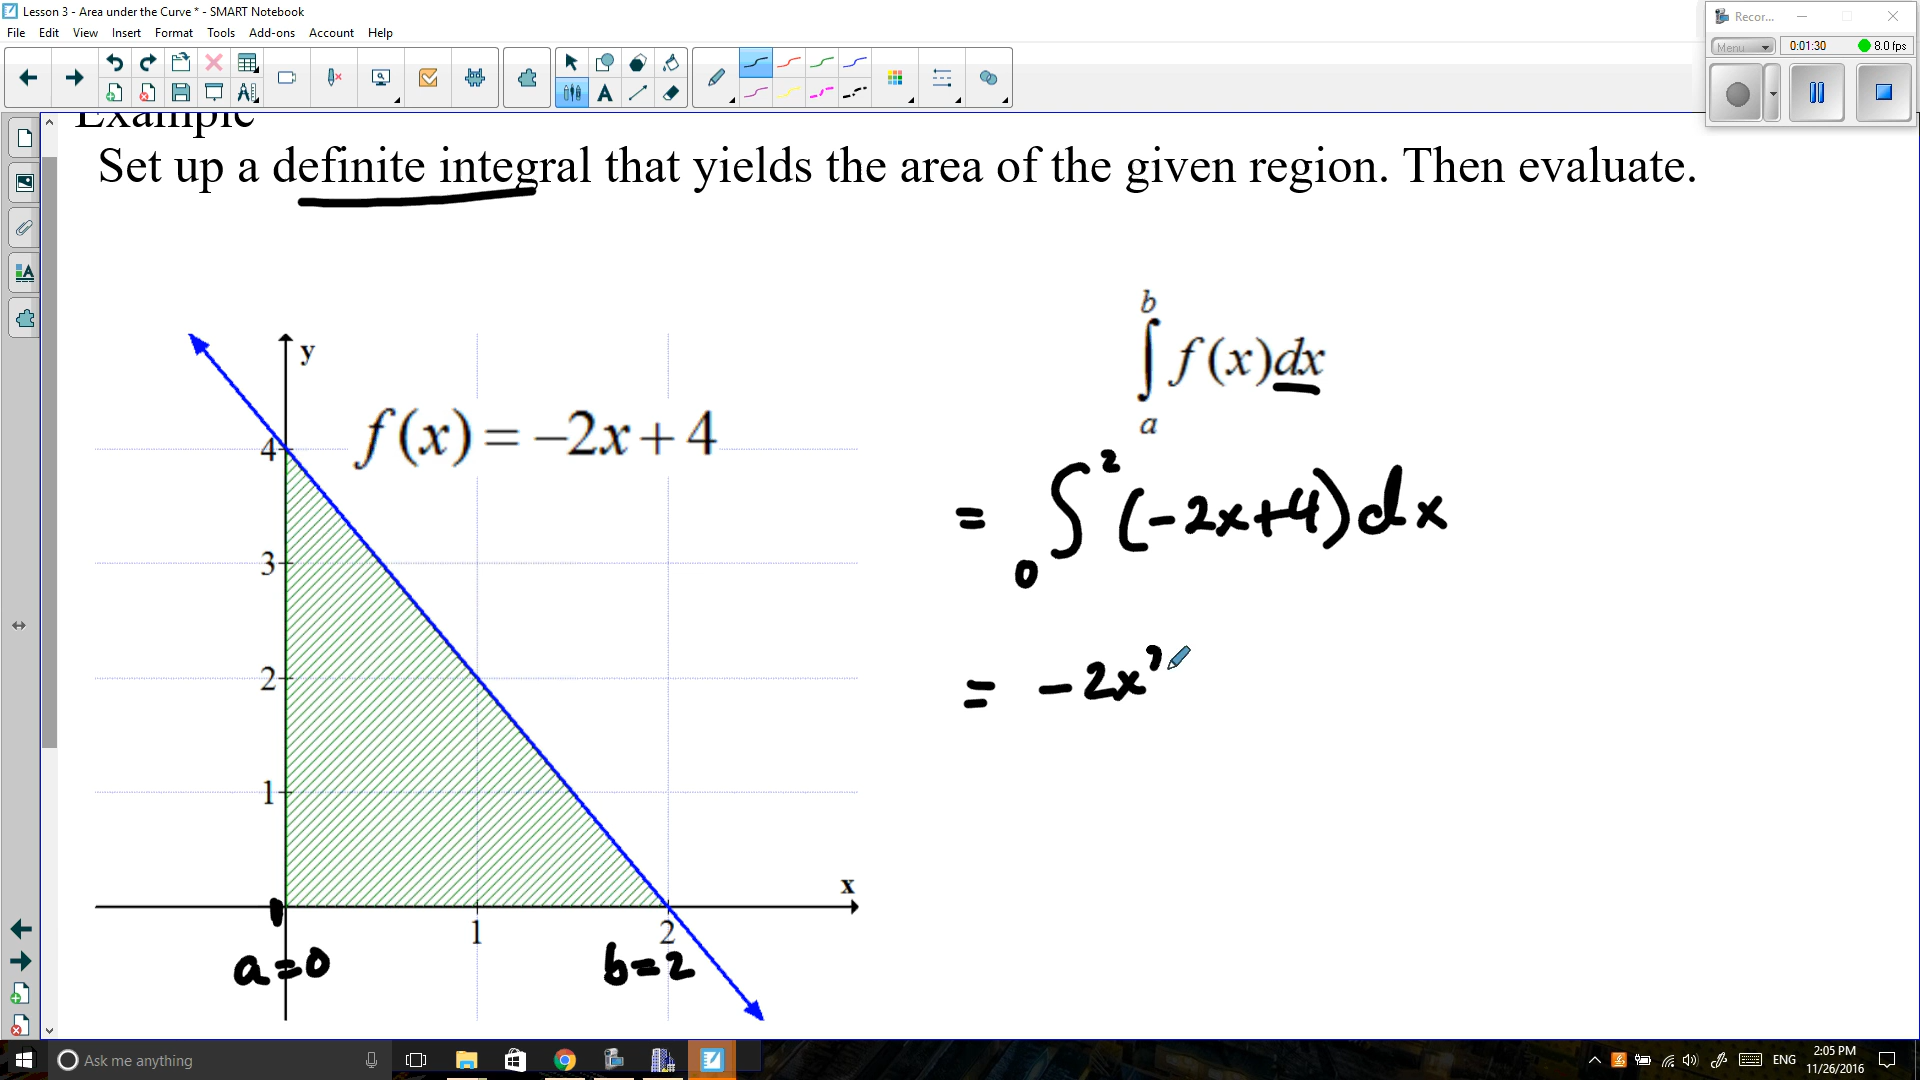 Lesson 3 - Area under the Curve * - SMART Notebook
File Edit View Insert Format Tools Add-ons Account Help
Recor...
Menu 0:01:30 8.0 fps
Example
Set up a definite integral that yields the area of the given region. Then evaluate.
b
∫ f(x)dx
a
y
f(x) = −2x + 4
4
3
2
1
x
1 2
a=0 b=2
= ₀∫² (-2x+4)dx
= -2x
Ask me anything
ENG
2:05 PM
11/26/2016